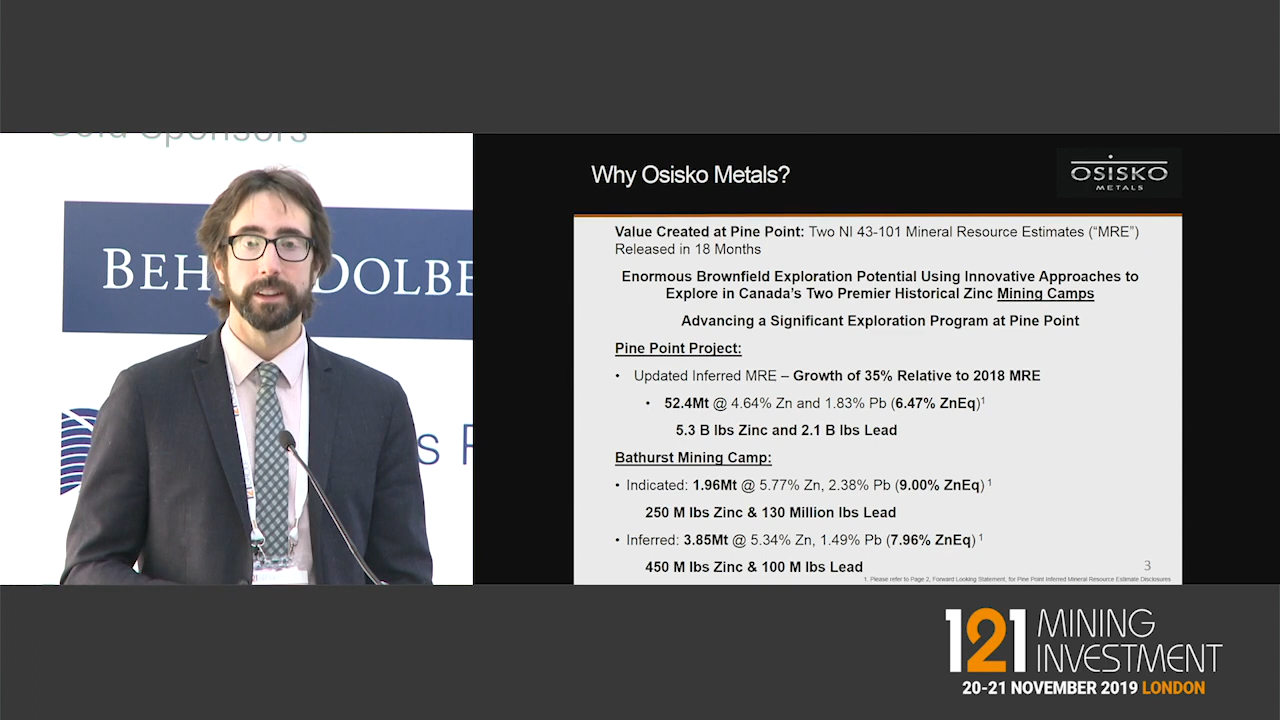 Gold Sponsors
BEH
DOLBE
s
Why Osisko Metals?
OSISKO
METALS
Value Created at Pine Point: Two NI 43-101 Mineral Resource Estimates (“MRE”)
Released in 18 Months
Enormous Brownfield Exploration Potential Using Innovative Approaches to
Explore in Canada’s Two Premier Historical Zinc Mining Camps
Advancing a Significant Exploration Program at Pine Point
Pine Point Project:
• Updated Inferred MRE – Growth of 35% Relative to 2018 MRE
• 52.4Mt @ 4.64% Zn and 1.83% Pb (6.47% ZnEq)¹
5.3 B lbs Zinc and 2.1 B lbs Lead
Bathurst Mining Camp:
• Indicated: 1.96Mt @ 5.77% Zn, 2.38% Pb (9.00% ZnEq) ¹
250 M lbs Zinc & 130 Million lbs Lead
• Inferred: 3.85Mt @ 5.34% Zn, 1.49% Pb (7.96% ZnEq) ¹
450 M lbs Zinc & 100 M lbs Lead
3
1. Please refer to Page 2, Forward Looking Statement, for Pine Point Inferred Mineral Resource Estimate Disclosures
121 MINING
INVESTMENT
20-21 NOVEMBER 2019 LONDON